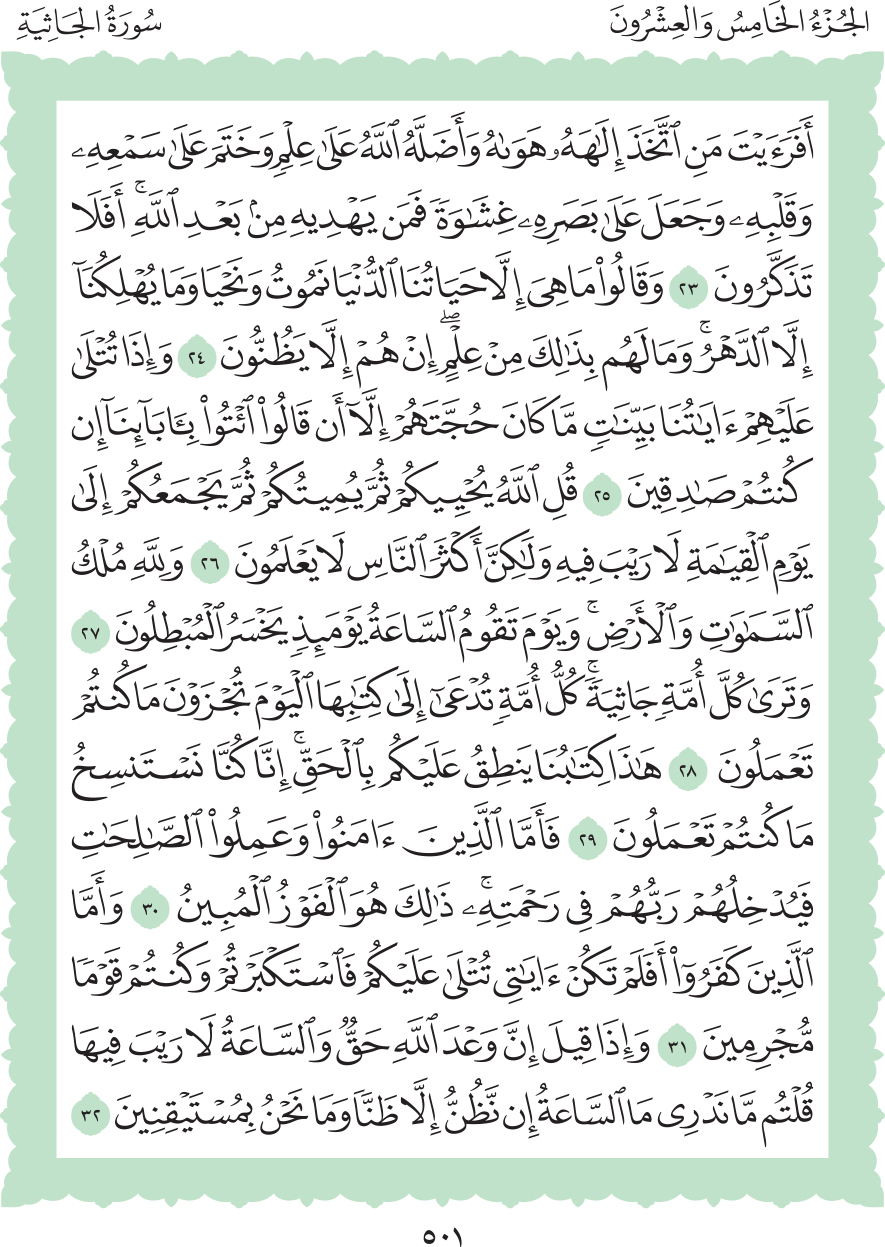 الجُزْءُ الخَامِسُ وَالعِشْرُونَ
سُورَةُ الجَاثِيَةِ
أَفَرَءَيْتَ مَنِ ٱتَّخَذَ إِلَٰهَهُۥ هَوَىٰهُ وَأَضَلَّهُ ٱللَّهُ عَلَىٰ عِلْمٖ وَخَتَمَ عَلَىٰ سَمْعِهِۦ
وَقَلْبِهِۦ وَجَعَلَ عَلَىٰ بَصَرِهِۦ غِشَٰوَةٗ فَمَن يَهْدِيهِ مِنۢ بَعْدِ ٱللَّهِۚ أَفَلَا
تَذَكَّرُونَ ٢٣ وَقَالُواْ مَا هِيَ إِلَّا حَيَاتُنَا ٱلدُّنْيَا نَمُوتُ وَنَحْيَا وَمَا يُهْلِكُنَآ
إِلَّا ٱلدَّهْرُۚ وَمَا لَهُم بِذَٰلِكَ مِنْ عِلْمٍۖ إِنْ هُمْ إِلَّا يَظُنُّونَ ٢٤ وَإِذَا تُتْلَىٰ
عَلَيْهِمْ ءَايَٰتُنَا بَيِّنَٰتٖ مَّا كَانَ حُجَّتَهُمْ إِلَّآ أَن قَالُواْ ٱئْتُواْ بِـَٔابَآئِنَآ إِن
كُنتُمْ صَٰدِقِينَ ٢٥ قُلِ ٱللَّهُ يُحْيِيكُمْ ثُمَّ يُمِيتُكُمْ ثُمَّ يَجْمَعُكُمْ إِلَىٰ
يَوْمِ ٱلْقِيَٰمَةِ لَا رَيْبَ فِيهِ وَلَٰكِنَّ أَكْثَرَ ٱلنَّاسِ لَا يَعْلَمُونَ ٢٦ وَلِلَّهِ مُلْكُ
ٱلسَّمَٰوَٰتِ وَٱلْأَرْضِۚ وَيَوْمَ تَقُومُ ٱلسَّاعَةُ يَوْمَئِذٖ يَخْسَرُ ٱلْمُبْطِلُونَ ٢٧
وَتَرَىٰ كُلَّ أُمَّةٖ جَاثِيَةٗۚ كُلُّ أُمَّةٖ تُدْعَىٰٓ إِلَىٰ كِتَٰبِهَا ٱلْيَوْمَ تُجْزَوْنَ مَا كُنتُمْ
تَعْمَلُونَ ٢٨ هَٰذَا كِتَٰبُنَا يَنطِقُ عَلَيْكُم بِٱلْحَقِّۚ إِنَّا كُنَّا نَسْتَنسِخُ
مَا كُنتُمْ تَعْمَلُونَ ٢٩ فَأَمَّا ٱلَّذِينَ ءَامَنُواْ وَعَمِلُواْ ٱلصَّٰلِحَٰتِ
فَيُدْخِلُهُمْ رَبُّهُمْ فِي رَحْمَتِهِۦۚ ذَٰلِكَ هُوَ ٱلْفَوْزُ ٱلْمُبِينُ ٣٠ وَأَمَّا
ٱلَّذِينَ كَفَرُوٓاْ أَفَلَمْ تَكُنْ ءَايَٰتِي تُتْلَىٰ عَلَيْكُمْ فَٱسْتَكْبَرْتُمْ وَكُنتُمْ قَوْمٗا
مُّجْرِمِينَ ٣١ وَإِذَا قِيلَ إِنَّ وَعْدَ ٱللَّهِ حَقّٞ وَٱلسَّاعَةُ لَا رَيْبَ فِيهَا
قُلْتُم مَّا نَدْرِي مَا ٱلسَّاعَةُ إِن نَّظُنُّ إِلَّا ظَنّٗا وَمَا نَحْنُ بِمُسْتَيْقِنِينَ ٣٢
٥٠١